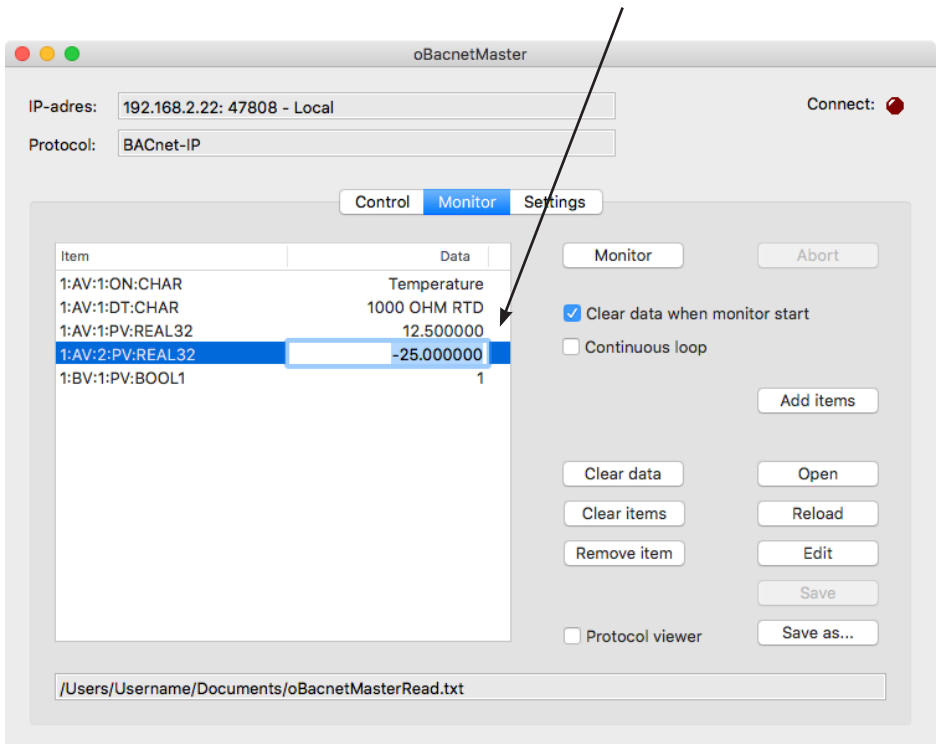 oBacnetMaster
IP-adres: 192.168.2.22: 47808 - Local Connect:
Protocol: BACnet-IP
Control Monitor Settings
Item Data Monitor Abort
1:AV:1:ON:CHAR Temperature
1:AV:1:DT:CHAR 1000 OHM RTD Clear data when monitor start
1:AV:1:PV:REAL32 12.500000
1:AV:2:PV:REAL32 -25.000000 Continuous loop
1:BV:1:PV:BOOL1 1
Add items
Clear data Open
Clear items Reload
Remove item Edit
Save
Protocol viewer Save as...
/Users/Username/Documents/oBacnetMasterRead.txt